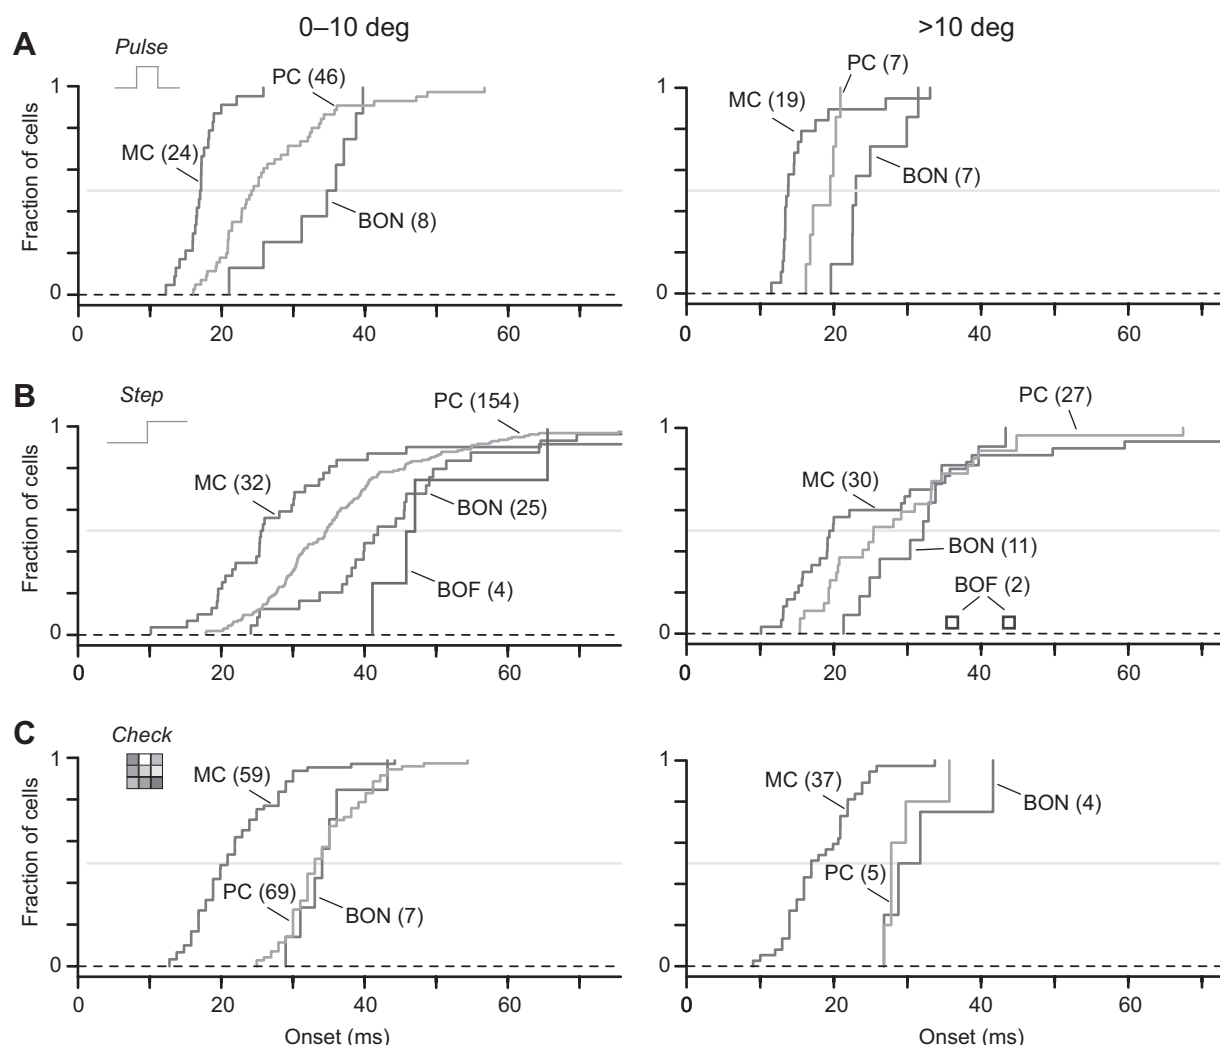 0–10 deg
>10 deg
A
Pulse
Fraction of cells
1
0
MC (24)
PC (46)
BON (8)
0 20 40 60
1
0
MC (19)
PC (7)
BON (7)
0 20 40 60
B
Step
Fraction of cells
1
0
MC (32)
PC (154)
BON (25)
BOF (4)
0 20 40 60
1
0
MC (30)
PC (27)
BON (11)
BOF (2)
0 20 40 60
C
Check
Fraction of cells
1
0
MC (59)
PC (69)
BON (7)
0 20 40 60
Onset (ms)
1
0
MC (37)
PC (5)
BON (4)
0 20 40 60
Onset (ms)